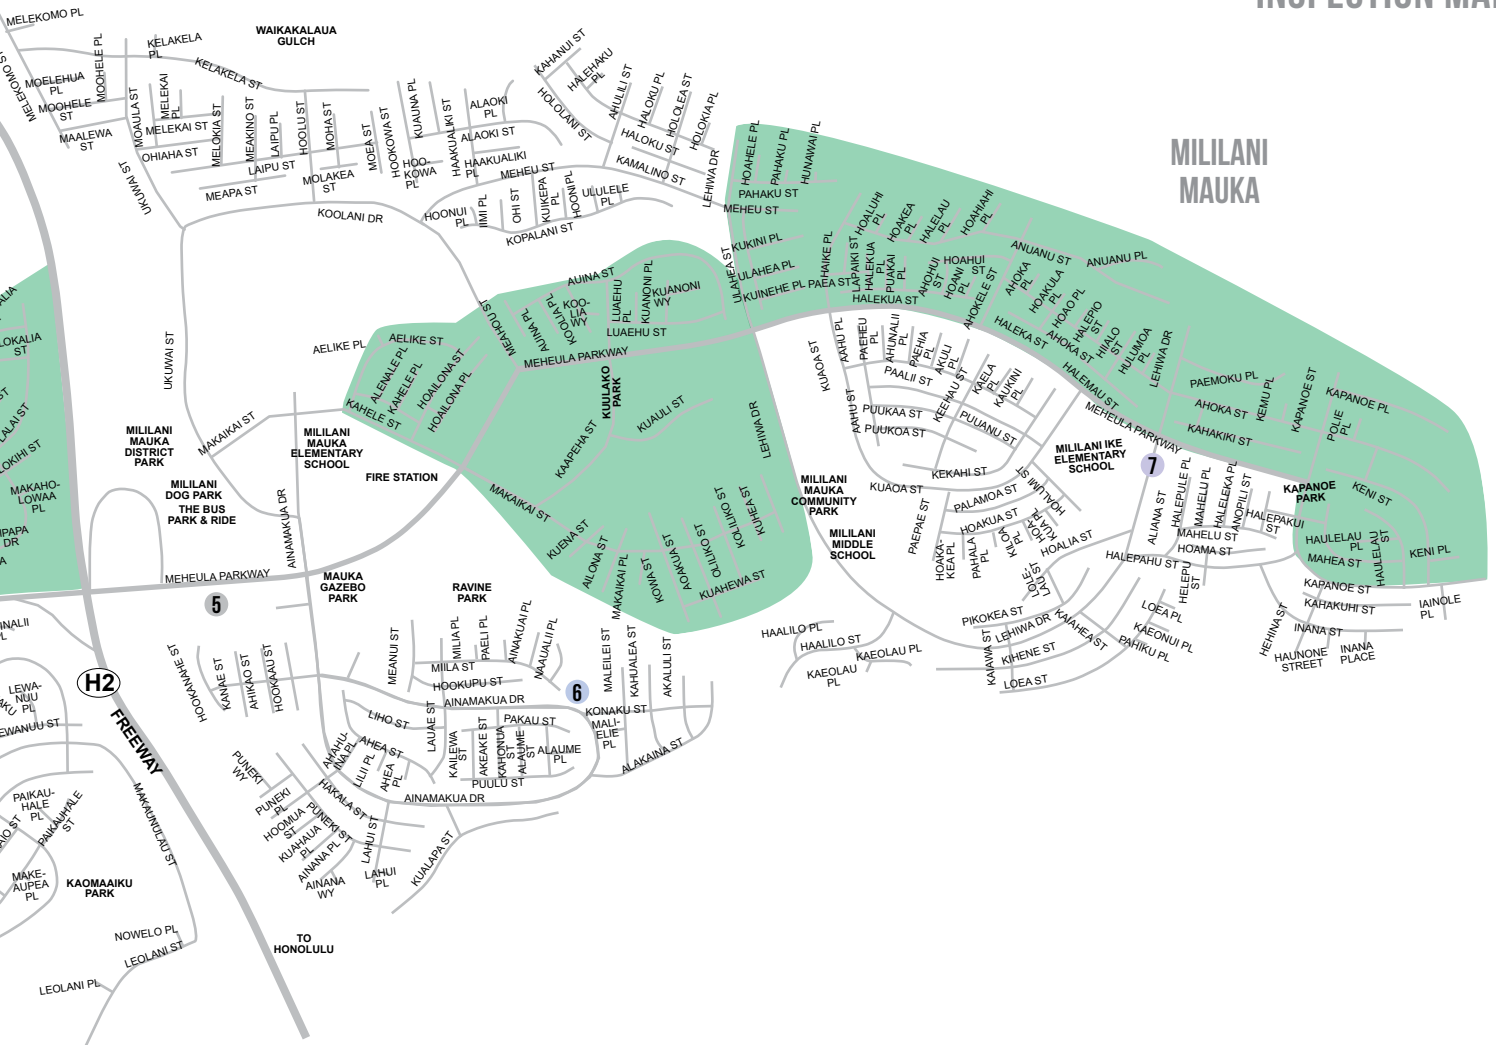 MELEKOMO PL
WAIKAKALAUA
GULCH
MILILANI
MAUKA
MELEKOMO ST
MOELEHUA
PL
MOOHELE PL
MOOHELE
ST
MAALEWA
ST
KELAKELA
PL
KELAKELA ST
MOAULA ST
MELEKAI
PL
MELEKAI ST
OHIAHA ST
MELOKIA ST
MEAKINO ST
LAIPU PL
LAIPU ST
HOOLU ST
MOHA ST
MOLAKEA
ST
MEAPA ST
MOEA ST
HOOKOWA ST
HOO-
KOWA
PL
KUAUNA PL
HAAKUALIKI ST
HAAKUALIKI
PL
ALAOKI
PL
ALAOKI ST
MEHEU ST
KAHANUI ST
HALEHAKU
PL
HOLOLANI ST
AHULILI ST
HALOKU PL
HOLOLEA ST
HOLOKIA PL
HALOKU ST
KAMALINO ST
LEHIWA DR
UKUWAI ST
KOOLANI DR
HOONUI
PL
IIMI PL
OHI ST
KUIKEPA
PL
HOONI PL
ULULELE
PL
KOPALANI ST
HOAHELE PL
PAHAKU PL
HUNAWAI PL
PAHAKU ST
MEHEU ST
KUKINI PL
ULAHEA PL
ULAHEA ST
KUINEHE PL
PAEA ST
HAIKE PL
LAPAIKI ST
HALEKUA
PL
PUAKAI
PL
HALEKUA ST
HOALUHI
PL
HOAKEA
PL
HALELAU
PL
HOAHIAHI
PL
HOAHUI
ST
AHOHUI
ST
HOANI
PL
AHOKELE ST
ANUANU ST
ANUANU PL
AHOKA
PL
HOAKULA
PL
HOAO PL
HALEPIO
ST
HIIALO
ST
HULUMOA
PL
LEHIWA DR
HALEKA ST
AHOKA ST
HALEMAU ST
MEHEULA PARKWAY
PAEMOKU PL
AHOKA ST
KAHAKIKI ST
KEMU PL
KAPANOE ST
POLIE
PL
KAPANOE PL
KAPANOE
PARK
KENI ST
KENI PL
HAULELAU
PL
HAULELAU
ST
MAHEA ST
KAPANOE ST
KAHAKUHI ST
IAINOLE
PL
INANA ST
INANA
PLACE
HAUNONE
STREET
HEHINA ST
UKUWAI ST
AELIKE PL
AELIKE ST
ALENALE PL
KAHELE PL
HOAILONA ST
HOAILONA PL
KAHELE ST
MEAHOU ST
AUINA ST
AUINA PL
KOOLIA PL
KOO-
LIA
WY
LUAEHU
PL
KUANONI PL
KUANONI
WY
LUAEHU ST
MEHEULA PARKWAY
KUULAKO
PARK
KUAULI ST
KAAPEHA ST
LEHIWA DR
MAKAIKAI ST
KUENA ST
AILONA ST
MAKAIKAI PL
KOWA ST
AOAKUA ST
OLILIKO ST
KOLILIKO ST
KUHEA ST
KUAHEWA ST
MAKAIKAI ST
MILILANI
MAUKA
DISTRICT
PARK
MILILANI
MAUKA
ELEMENTARY
SCHOOL
FIRE STATION
MILILANI
DOG PARK
THE BUS
PARK & RIDE
AINAMAKUA DR
MEHEULA PARKWAY
5
MAUKA
GAZEBO
PARK
RAVINE
PARK
KUAOA ST
AAHU PL
AAHU ST
PAEHEU
PL
AHUNALII
PL
PAEHIA
PL
AKULI
PL
PAALII ST
PUUKAA ST
PUUKOA ST
KEEHAU ST
KAELA
PL
KAUKINI
PL
PUUANU ST
KEKAHI ST
KUAOA ST
MILILANI IKE
ELEMENTARY
SCHOOL
7
MILILANI
MAUKA
COMMUNITY
PARK
MILILANI
MIDDLE
SCHOOL
PAEPAE ST
PALAMOA ST
HOAKUA ST
HOALUMI ST
HOA-
KUA PL
HOAKA-
KEAPL
PAHALA
PL
HOALIA ST
LOLE-
LAU ST
ALIANA ST
HALEPULE PL
MAHELU PL
HALELEKA PL
ANOPILI ST
HALEPAKUI
ST
MAHELU ST
HOAMA ST
HALEPAHU ST
HELEPU
ST
LOEA PL
KAEONUI PL
PAHIKU PL
PIKOKEA ST
LEHIWA DR
KAIAHEA ST
KIHENE ST
KAIAWA ST
LOEA ST
HAALILO PL
HAALILO ST
KAEOLAU PL
KAEOLAU
PL
H2
FREEWAY
TO
HONOLULU
HOOKANAHE ST
KANAE ST
AHIKAO ST
HOOKAAU ST
MEANUI ST
MILIA PL
PAELI PL
AINAKUAI PL
NAAUALII PL
MIILA ST
HOOKUPU ST
AINAMAKUA DR
6
MALEILEI ST
KAHUALEA ST
AKALULI ST
KONAKU ST
MALI-
ELIE
PL
ALAKAINA ST
LIHO ST
LAUAE ST
AHEA ST
AHAHU-
INA PL
LILII PL
AHEA
PL
KAILEWA
ST
AKEAKE ST
KAHONUA
ST
ALAUME
ST
PAKAU ST
ALAUME
PL
PUULU ST
AINAMAKUA DR
PUNEKI
WY
PUNEKI
PL
HAKALA ST
PUNEKI ST
HOOMUA
ST
KUAHAUA
PL
AINANA PL
AINANA
WY
LAHUI ST
LAHUI
PL
KUALAPA ST
LOKALIA
ST
MAKAHO-
LOWAA
PL
LEWA-
NUU
PL
PAIKAU-
HALE
PL
PAIKAUHALE
ST
MAKE-
AUPEA
PL
KAOMAAIKU
PARK
MAKAUNULAU ST
NOWELO PL
LEOLANI ST
LEOLANI PL